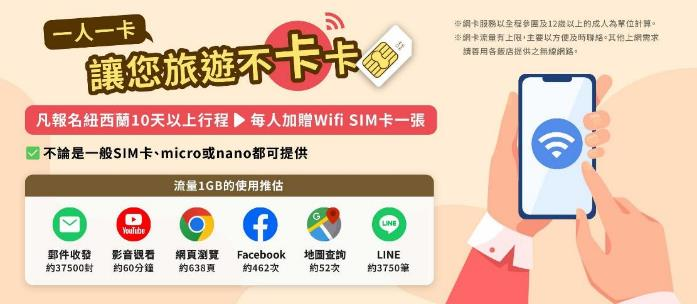 一人一卡
讓您旅遊不卡卡
凡報名紐西蘭10天以上行程▶每人加贈Wifi SIM卡一張
不論是一般SIM卡、micro或nano都可提供
流量1GB的使用推估
YouTube
G
LINE
郵件收發 影音觀看 網頁瀏覽 Facebook 地圖查詢 LINE
約37500封 約60分鐘 約638頁 約462次 約52次 約3750筆
※網卡服務以全程參團及12歲以上的成人為單位計算。
※網卡流量有上限，主要以方便及時聯絡。其他上網需求
請善用各飯店提供之無線網路。